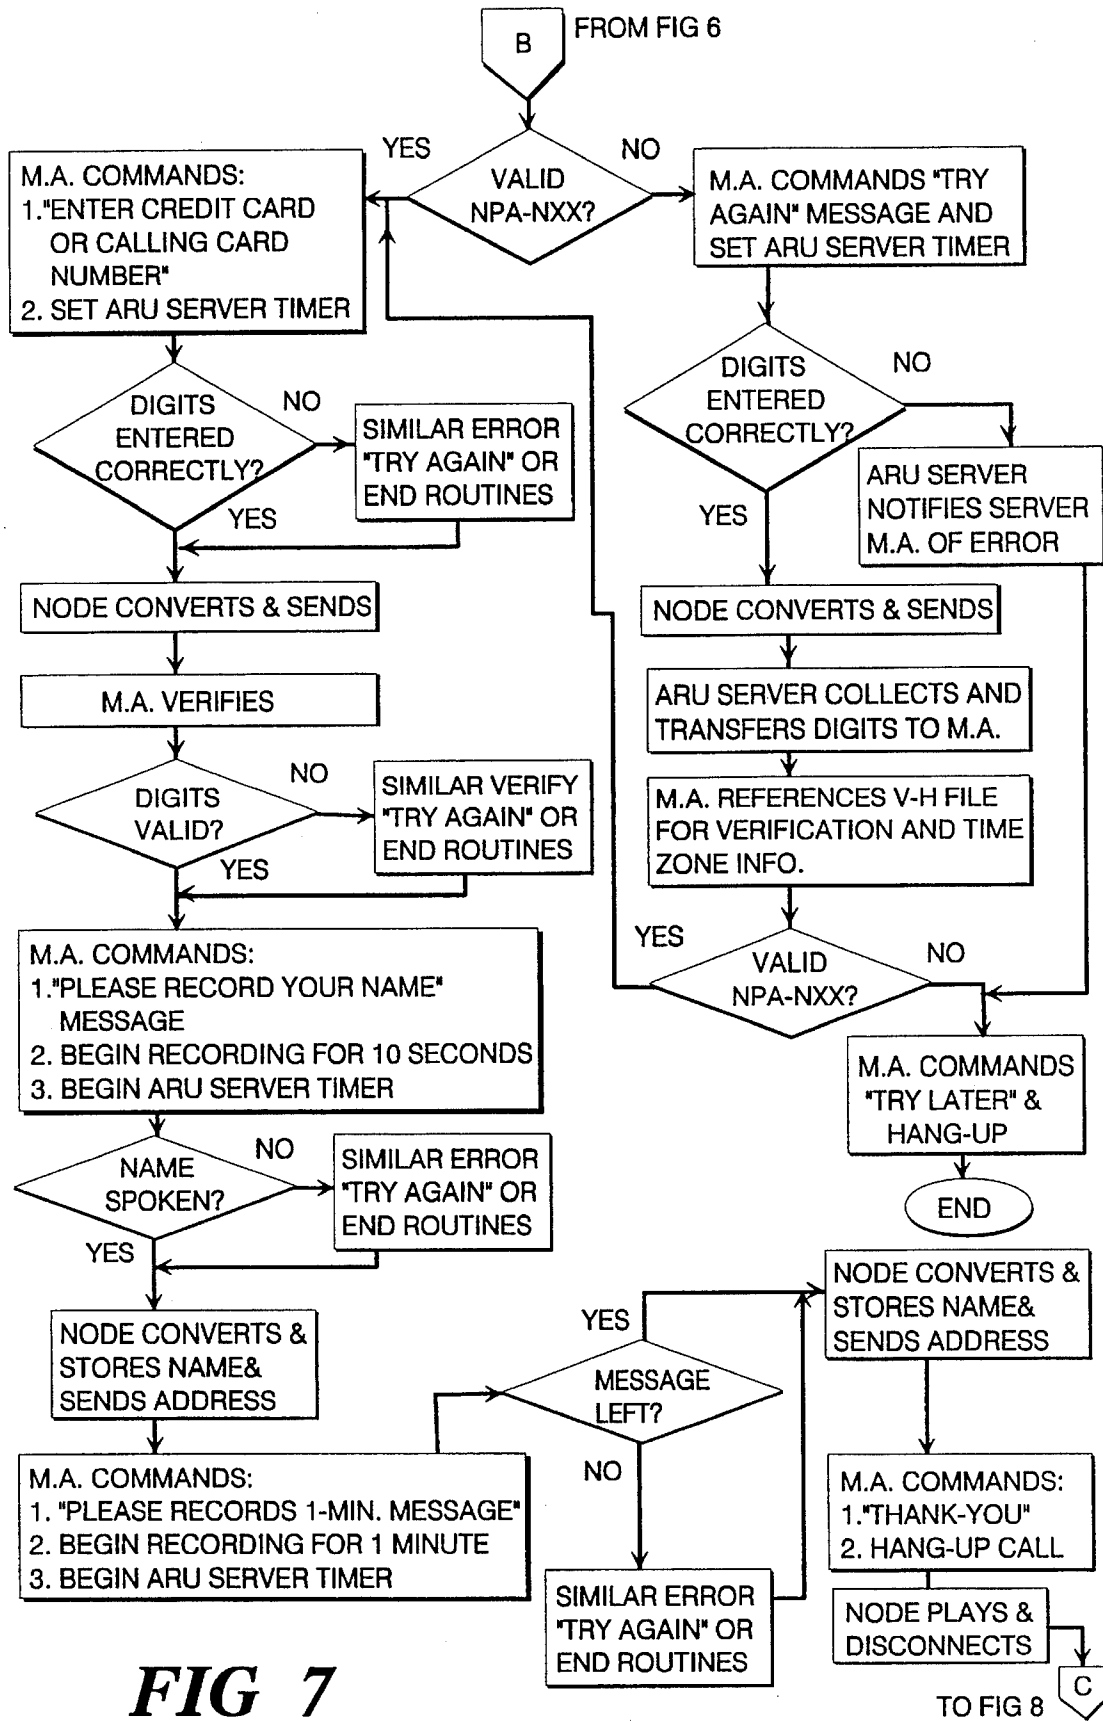 B
FROM FIG 6
VALID
NPA-NXX?
YES
NO
M.A. COMMANDS:
1."ENTER CREDIT CARD
OR CALLING CARD
NUMBER"
2. SET ARU SERVER TIMER
M.A. COMMANDS "TRY
AGAIN" MESSAGE AND
SET ARU SERVER TIMER
DIGITS
ENTERED
CORRECTLY?
NO
YES
SIMILAR ERROR
"TRY AGAIN" OR
END ROUTINES
DIGITS
ENTERED
CORRECTLY?
NO
YES
ARU SERVER
NOTIFIES SERVER
M.A. OF ERROR
NODE CONVERTS & SENDS
NODE CONVERTS & SENDS
M.A. VERIFIES
ARU SERVER COLLECTS AND
TRANSFERS DIGITS TO M.A.
DIGITS
VALID?
NO
YES
SIMILAR VERIFY
"TRY AGAIN" OR
END ROUTINES
M.A. REFERENCES V-H FILE
FOR VERIFICATION AND TIME
ZONE INFO.
YES
VALID
NPA-NXX?
NO
M.A. COMMANDS:
1."PLEASE RECORD YOUR NAME"
MESSAGE
2. BEGIN RECORDING FOR 10 SECONDS
3. BEGIN ARU SERVER TIMER
M.A. COMMANDS
"TRY LATER" &
HANG-UP
END
NAME
SPOKEN?
NO
YES
SIMILAR ERROR
"TRY AGAIN" OR
END ROUTINES
NODE CONVERTS &
STORES NAME&
SENDS ADDRESS
M.A. COMMANDS:
1. "PLEASE RECORDS 1-MIN. MESSAGE"
2. BEGIN RECORDING FOR 1 MINUTE
3. BEGIN ARU SERVER TIMER
YES
MESSAGE
LEFT?
NO
SIMILAR ERROR
"TRY AGAIN" OR
END ROUTINES
NODE CONVERTS &
STORES NAME&
SENDS ADDRESS
M.A. COMMANDS:
1."THANK-YOU"
2. HANG-UP CALL
NODE PLAYS &
DISCONNECTS
C
TO FIG 8
FIG 7